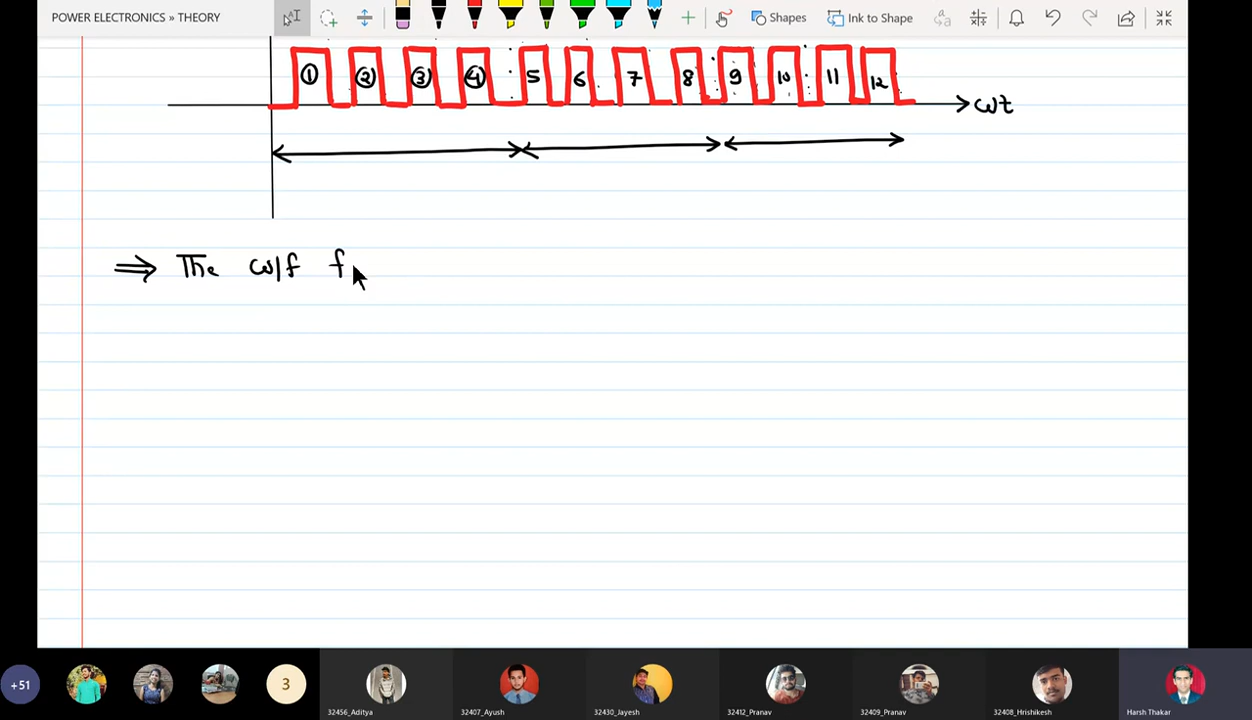 POWER ELECTRONICS » THEORY
Shapes
Ink to Shape
① ② ③ ④ 5 6 7 8 9 10 11 12
ωt
⇒ The ω/f f
+51
3
32456_Aditya
32407_Ayush
32430_Jayesh
32412_Pranav
32409_Pranav
32408_Hrishikesh
Harsh Thakar